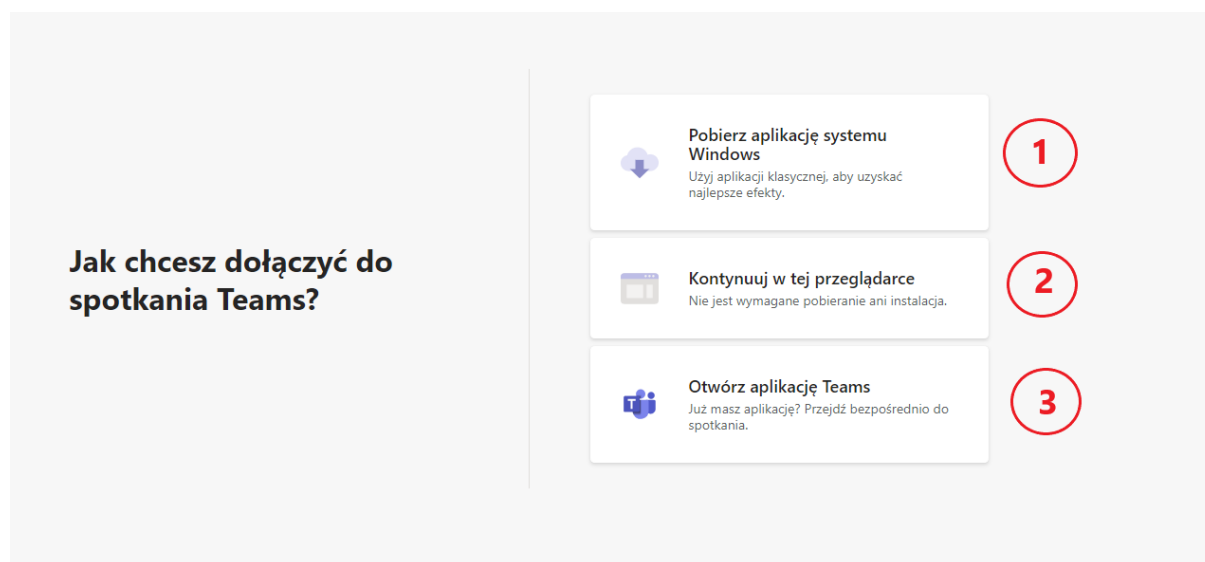 Jak chcesz dołączyć do
spotkania Teams?
Pobierz aplikację systemu
Windows
Użyj aplikacji klasycznej, aby uzyskać
najlepsze efekty.
1
Kontynuuj w tej przeglądarce
Nie jest wymagane pobieranie ani instalacja.
2
T
Otwórz aplikację Teams
Już masz aplikację? Przejdź bezpośrednio do
spotkania.
3